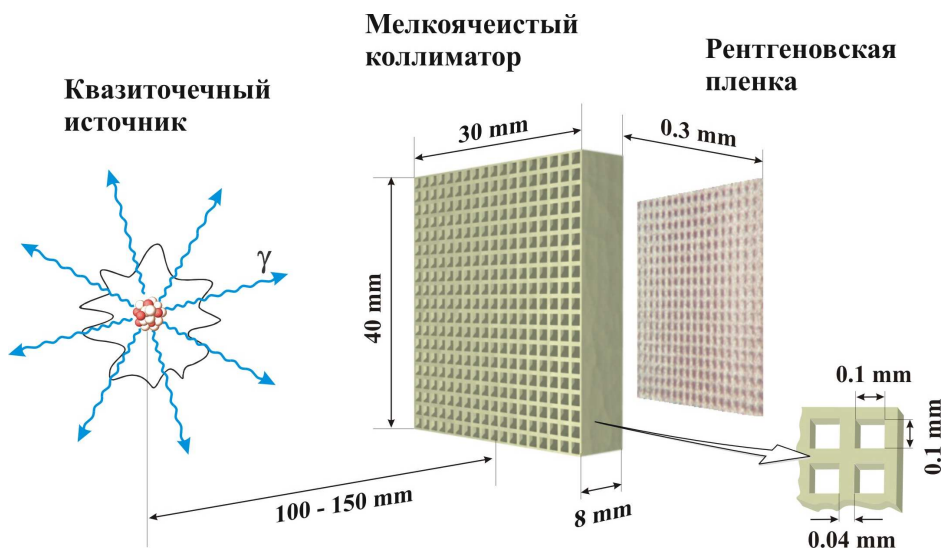 Мелкоячеистый
коллиматор
Рентгеновская
пленка
Квазиточечный
источник
30 mm
0.3 mm
γ
40 mm
0.1 mm
0.1 mm
100 - 150 mm
8 mm
0.04 mm